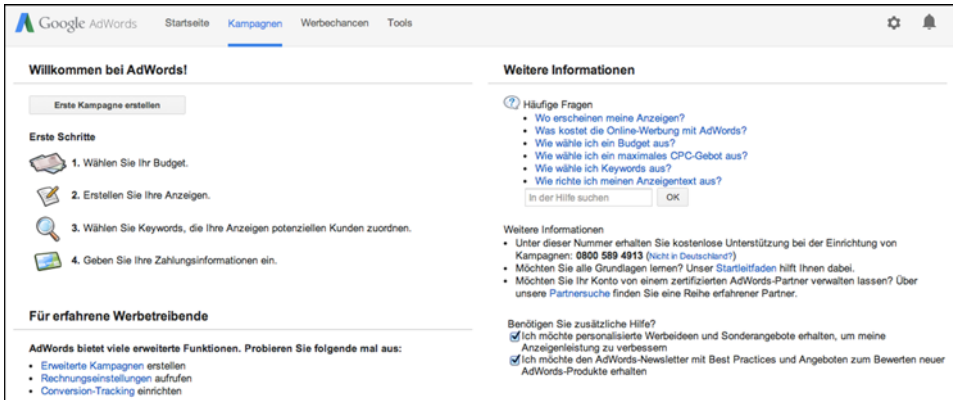 Google AdWords Startseite Kampagnen Werbechancen Tools
Willkommen bei AdWords!
Erste Kampagne erstellen
Erste Schritte
1. Wählen Sie Ihr Budget.
2. Erstellen Sie Ihre Anzeigen.
3. Wählen Sie Keywords, die Ihre Anzeigen potenziellen Kunden zuordnen.
4. Geben Sie Ihre Zahlungsinformationen ein.
Für erfahrene Werbetreibende
AdWords bietet viele erweiterte Funktionen. Probieren Sie folgende mal aus:
• Erweiterte Kampagnen erstellen
• Rechnungseinstellungen aufrufen
• Conversion-Tracking einrichten
Weitere Informationen
? Häufige Fragen
• Wo erscheinen meine Anzeigen?
• Was kostet die Online-Werbung mit AdWords?
• Wie wähle ich ein Budget aus?
• Wie wähle ich ein maximales CPC-Gebot aus?
• Wie wähle ich Keywords aus?
• Wie richte ich meinen Anzeigentext aus?
In der Hilfe suchen OK
Weitere Informationen
• Unter dieser Nummer erhalten Sie kostenlose Unterstützung bei der Einrichtung von
Kampagnen: 0800 589 4913 (Nicht in Deutschland?)
• Möchten Sie alle Grundlagen lernen? Unser Startleitfaden hilft Ihnen dabei.
• Möchten Sie Ihr Konto von einem zertifizierten AdWords-Partner verwalten lassen? Über
unsere Partnersuche finden Sie eine Reihe erfahrener Partner.
Benötigen Sie zusätzliche Hilfe?
Ich möchte personalisierte Werbeideen und Sonderangebote erhalten, um meine
Anzeigenleistung zu verbessern
Ich möchte den AdWords-Newsletter mit Best Practices und Angeboten zum Bewerten neuer
AdWords-Produkte erhalten